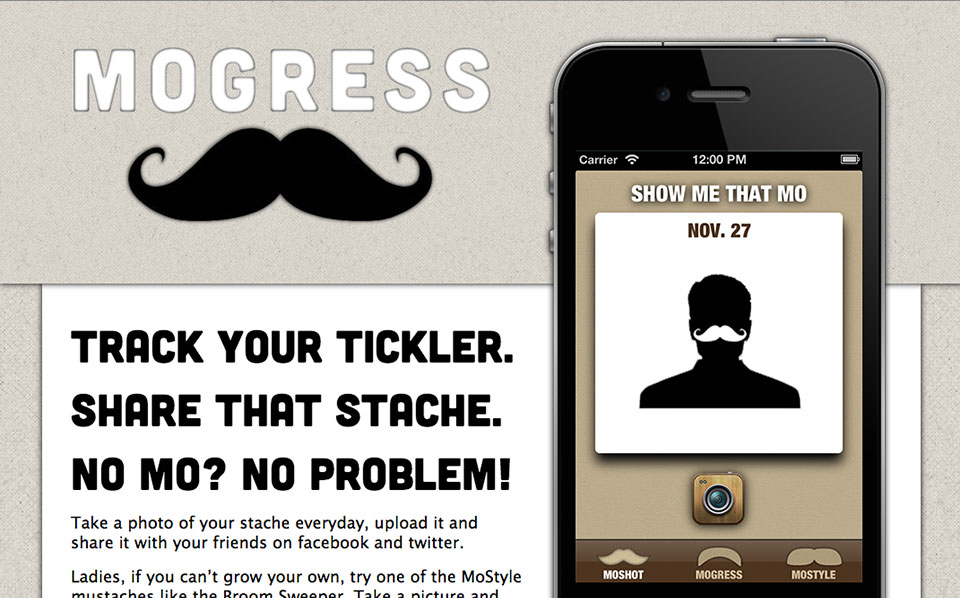 MOGRESS
TRACK YOUR TICKLER.
SHARE THAT STACHE.
NO MO? NO PROBLEM!
Take a photo of your stache everyday, upload it and
share it with your friends on facebook and twitter.
Ladies, if you can't grow your own, try one of the MoStyle
mustaches like the Broom Sweeper. Take a picture and
Carrier 12:00 PM
SHOW ME THAT MO
NOV. 27
MOSHOT MOGRESS MOSTYLE